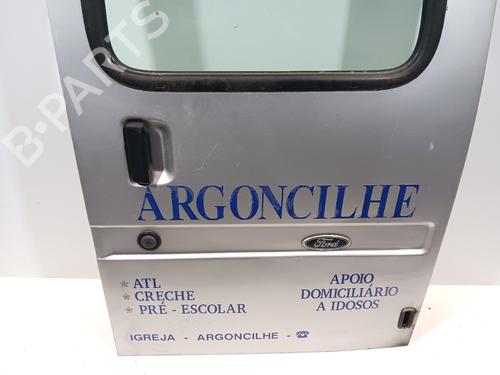 B-PARTS
ARGONCILHE
Ford
* ATL
* CRECHE
* PRÉ - ESCOLAR
APOIO
DOMICILIÁRIO
A IDOSOS
IGREJA - ARGONCILHE - ☎